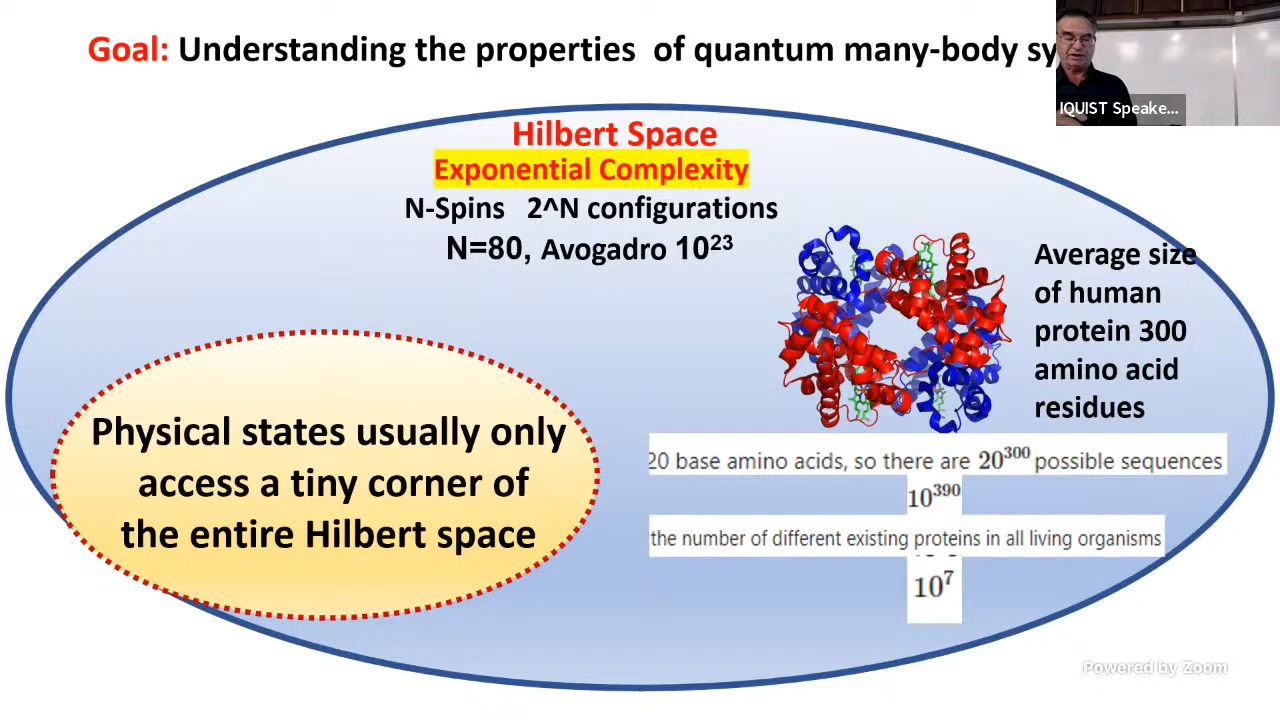 Goal: Understanding the properties of quantum many-body sy
IQUIST Speake...
Hilbert Space
Exponential Complexity
N-Spins 2^N configurations
N=80, Avogadro 10²³
Average size
of human
protein 300
amino acid
residues
Physical states usually only
access a tiny corner of
the entire Hilbert space
20 base amino acids, so there are 20³⁰⁰ possible sequences
10³⁹⁰
the number of different existing proteins in all living organisms
10⁷
Powered by Zoom